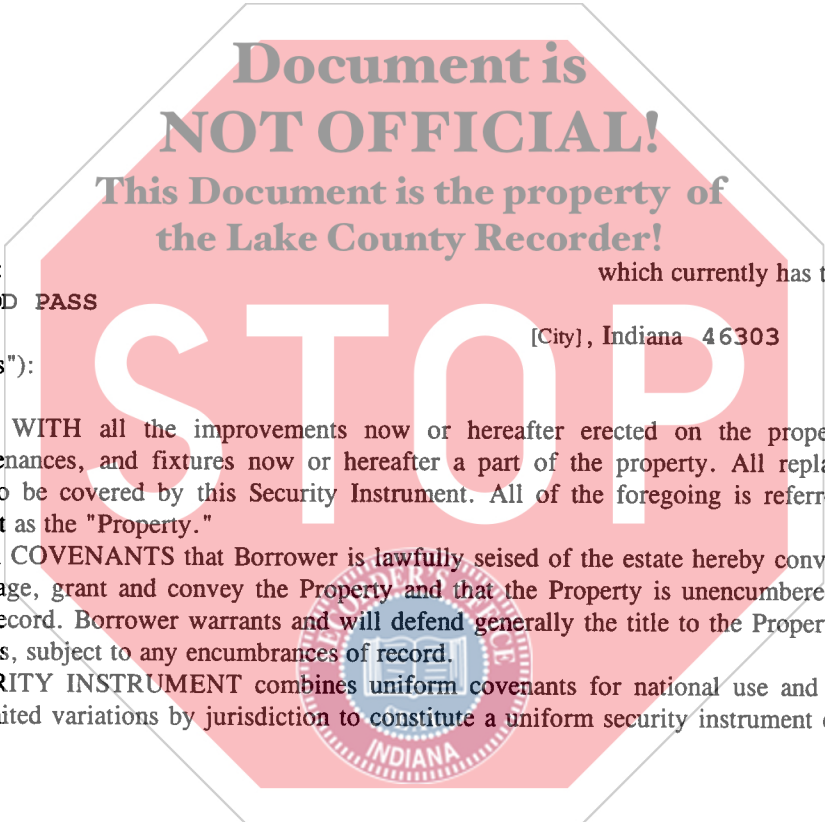 Document is
NOT OFFICIAL!
This Document is the property of
the Lake County Recorder!
which currently has t
D PASS
[City], Indiana 46303
s"):
STOP
WITH all the improvements now or hereafter erected on the prope
enances, and fixtures now or hereafter a part of the property. All repla
o be covered by this Security Instrument. All of the foregoing is referr
t as the "Property."
COVENANTS that Borrower is lawfully seised of the estate hereby conv
age, grant and convey the Property and that the Property is unencumbere
ecord. Borrower warrants and will defend generally the title to the Proper
s, subject to any encumbrances of record.
RITY INSTRUMENT combines uniform covenants for national use and
ited variations by jurisdiction to constitute a uniform security instrument
RECORDER'S OFFICE
INDIANA